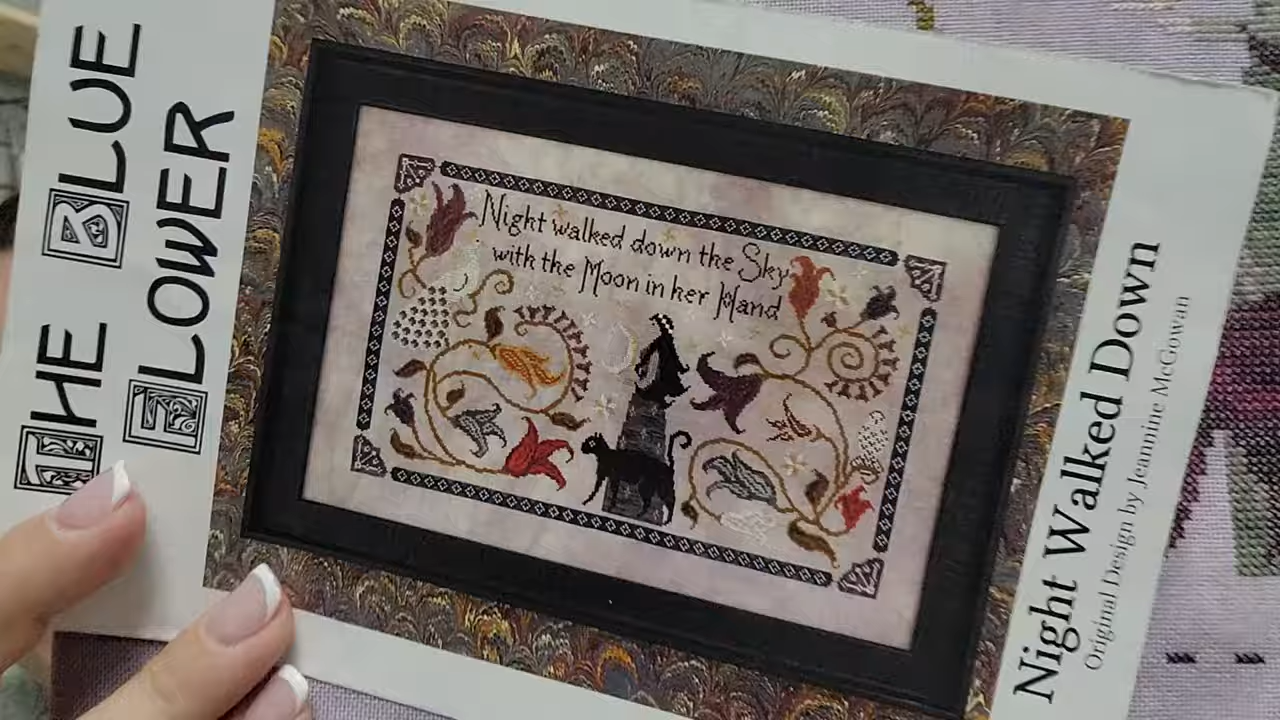 THE BLUE
FLOWER
Night walked down the Sky
with the Moon in her Hand
Night Walked Down
Original Design by Jeannine McGowan